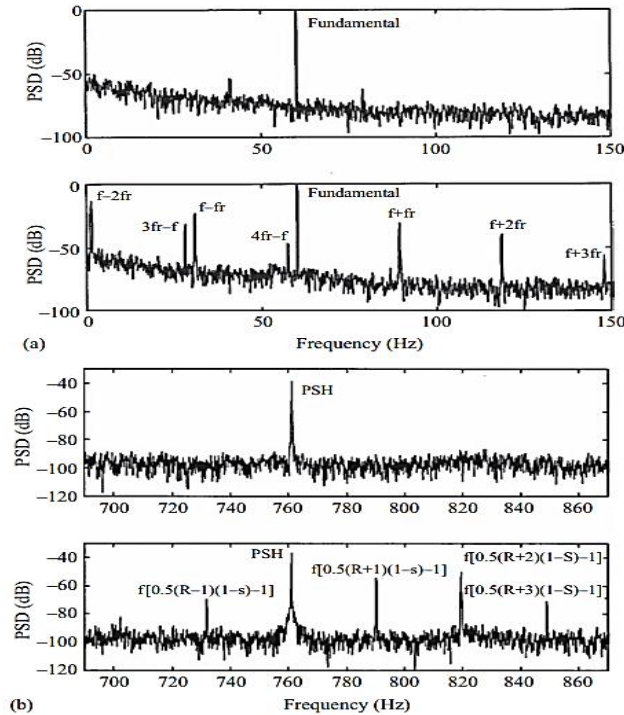 0
Fundamental
PSD (dB)
−50
−100
0
50
100
150
0
f−2fr
Fundamental
3fr−f
f−fr
4fr−f
f+fr
f+2fr
f+3fr
PSD (dB)
−50
−100
0
50
100
150
(a)
Frequency (Hz)
−40
PSH
PSD (dB)
−60
−80
−100
−120
700
720
740
760
780
800
820
840
860
−40
PSH
f[0.5(R+2)(1−S)−1]
f[0.5(R+1)(1−s)−1]
f[0.5(R−1)(1−s)−1]
f[0.5(R+3)(1−S)−1]
PSD (dB)
−60
−80
−100
−120
700
720
740
760
780
800
820
840
860
(b)
Frequency (Hz)